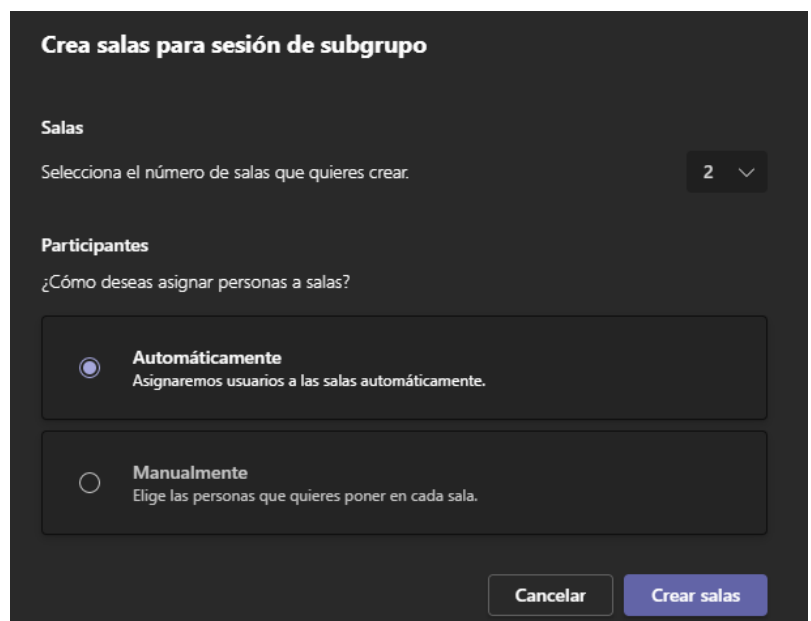 Crea salas para sesión de subgrupo
Salas
Selecciona el número de salas que quieres crear.
2
Participantes
¿Cómo deseas asignar personas a salas?
Automáticamente
Asignaremos usuarios a las salas automáticamente.
Manualmente
Elige las personas que quieres poner en cada sala.
Cancelar
Crear salas